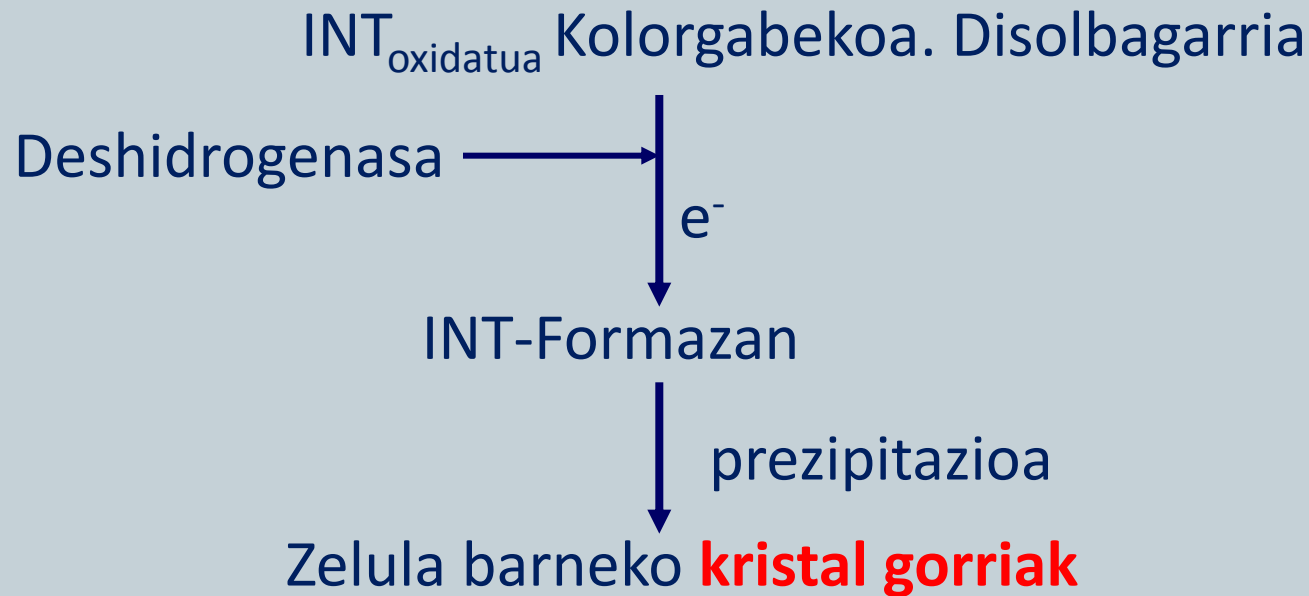 INToxidatua Kolorgabekoa. Disolbagarria
Deshidrogenasa
e-
INT-Formazan
prezipitazioa
Zelula barneko kristal gorriak